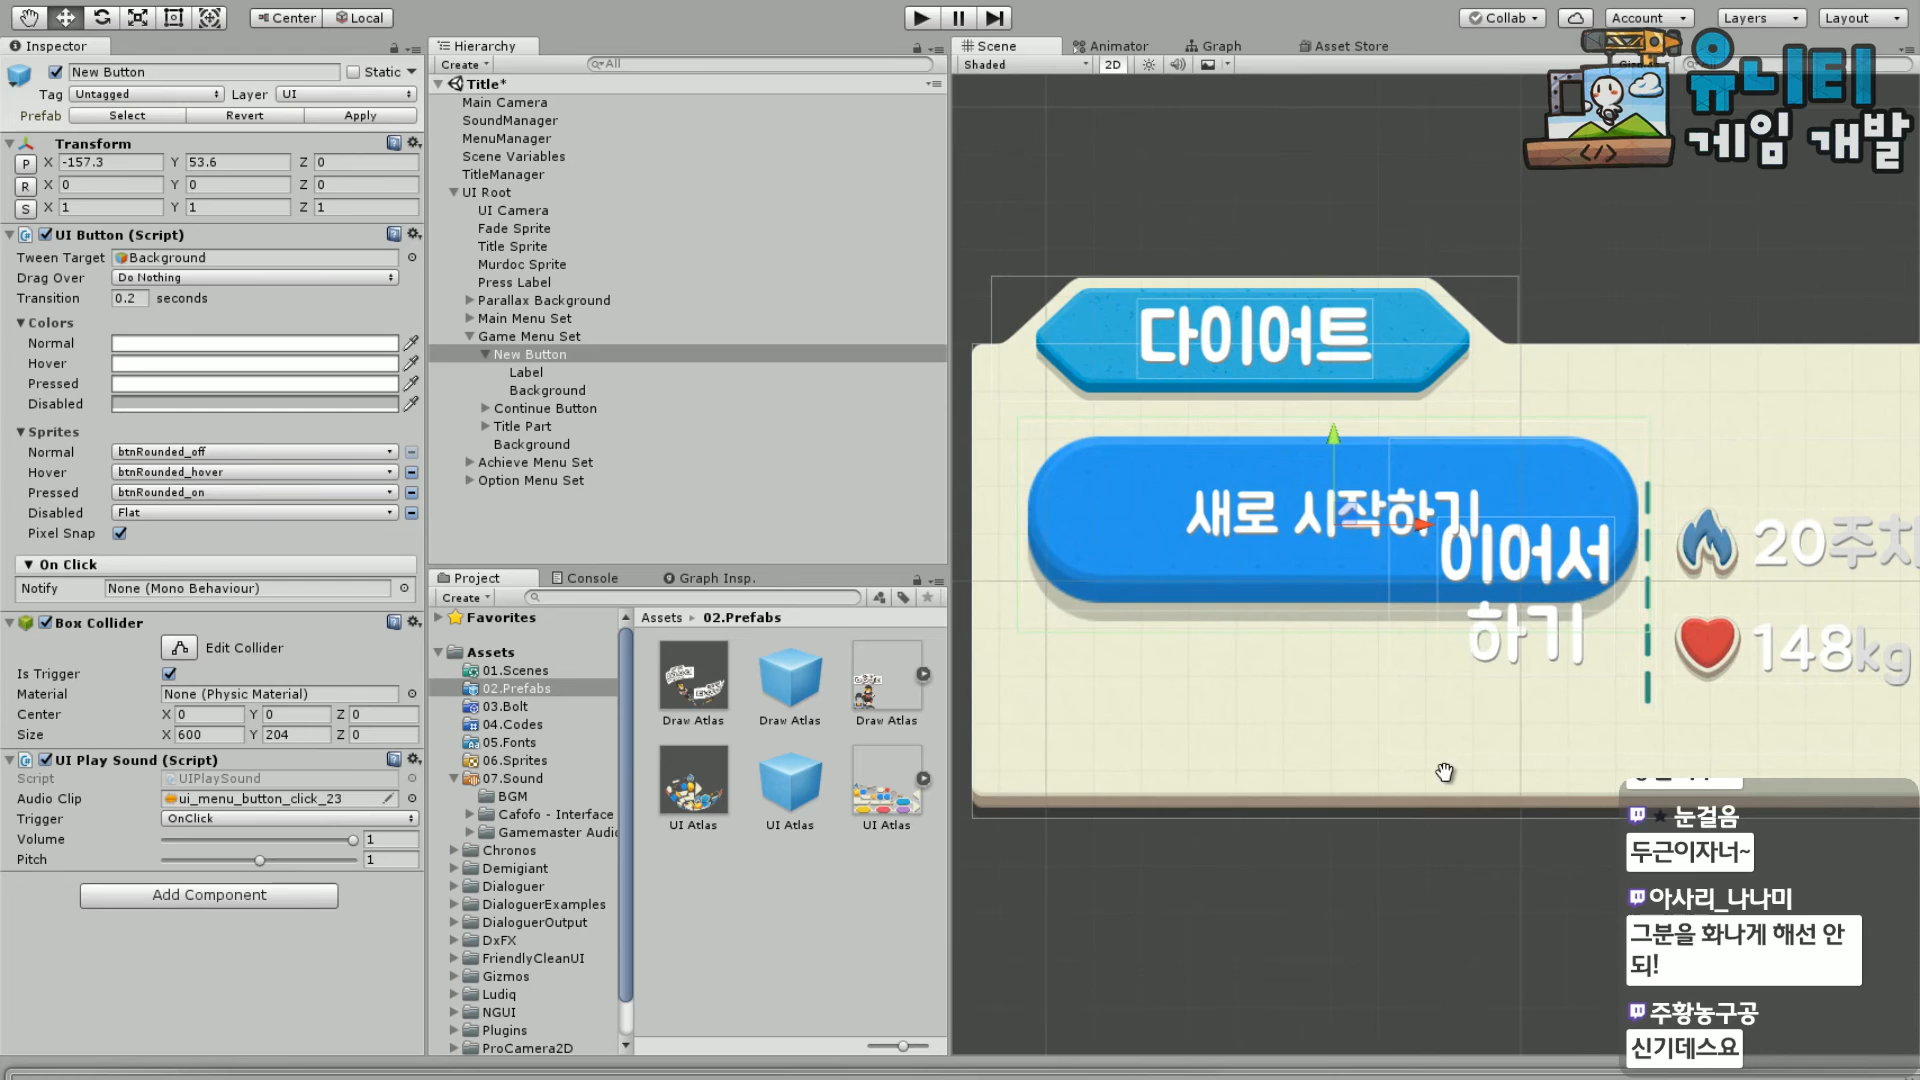 Center
Local
Collab
Account
Layers
Layout
Inspector
New Button
Static
Tag
Untagged
Layer
UI
Prefab
Select
Revert
Apply
Transform
P X -157.3 Y 53.6 Z 0
R X 0 Y 0 Z 0
S X 1 Y 1 Z 1
UI Button (Script)
Tween Target
Background
Drag Over
Do Nothing
Transition
0.2
seconds
Colors
Normal
Hover
Pressed
Disabled
Sprites
Normal
btnRounded_off
Hover
btnRounded_hover
Pressed
btnRounded_on
Disabled
Flat
Pixel Snap
On Click
Notify
None (Mono Behaviour)
Box Collider
Edit Collider
Is Trigger
Material
None (Physic Material)
Center
X 0 Y 0 Z 0
Size
X 600 Y 204 Z 0
UI Play Sound (Script)
Script
UIPlaySound
Audio Clip
ui_menu_button_click_23
Trigger
OnClick
Volume
1
Pitch
1
Add Component
Hierarchy
Create
All
Title*
Main Camera
SoundManager
MenuManager
Scene Variables
TitleManager
UI Root
UI Camera
Fade Sprite
Title Sprite
Murdoc Sprite
Press Label
Parallax Background
Main Menu Set
Game Menu Set
New Button
Label
Background
Continue Button
Title Part
Background
Achieve Menu Set
Option Menu Set
Project
Console
Graph Insp.
Create
Favorites
Assets
01.Scenes
02.Prefabs
03.Bolt
04.Codes
05.Fonts
06.Sprites
07.Sound
BGM
Cafofo - Interface
Gamemaster Audio
Chronos
Demigiant
Dialoguer
DialoguerExamples
DialoguerOutput
DxFX
FriendlyCleanUI
Gizmos
Ludiq
NGUI
Plugins
ProCamera2D
Assets
02.Prefabs
Draw Atlas
Draw Atlas
Draw Atlas
UI Atlas
UI Atlas
UI Atlas
Scene
Animator
Graph
Asset Store
Shaded
2D
유니티
게임 개발
</>
다이어트
새로 시작하기
이어서
하기
20주차
148kg
눈걸음
두근이자너~
아사리_나나미
그분을 화나게 해선 안
되!
주황농구공
신기데스요